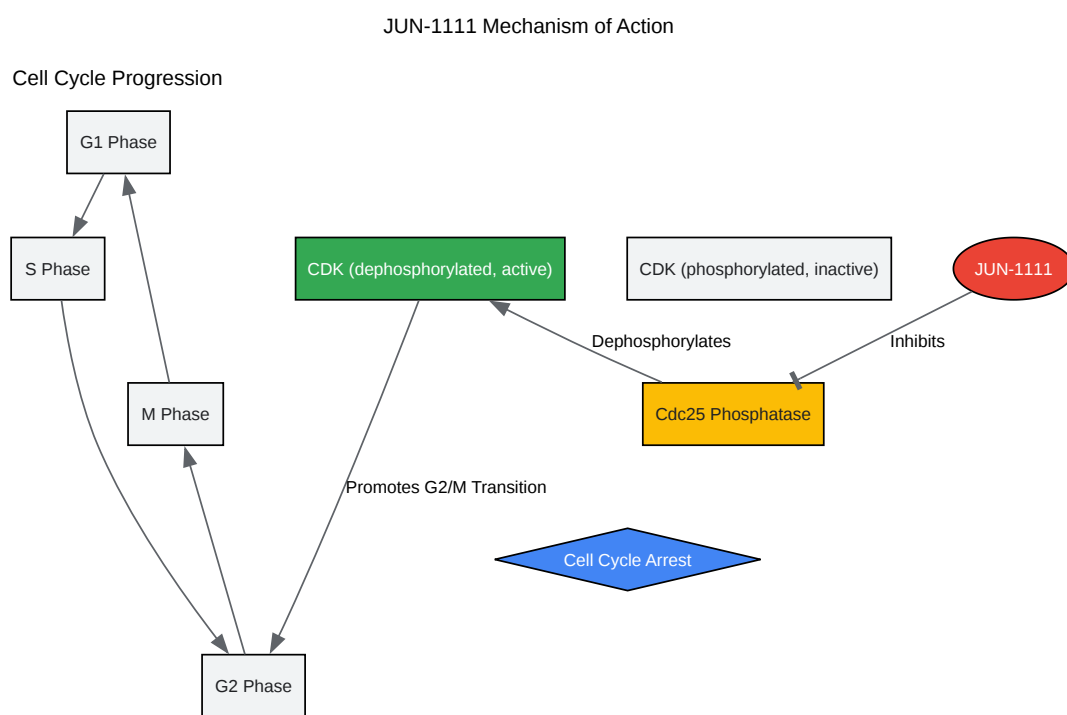 JUN-1111 Mechanism of Action
Cell Cycle Progression
G1 Phase
S Phase
CDK (dephosphorylated, active)
CDK (phosphorylated, inactive)
JUN-1111
Dephosphorylates
Inhibits
M Phase
Cdc25 Phosphatase
Promotes G2/M Transition
Cell Cycle Arrest
G2 Phase